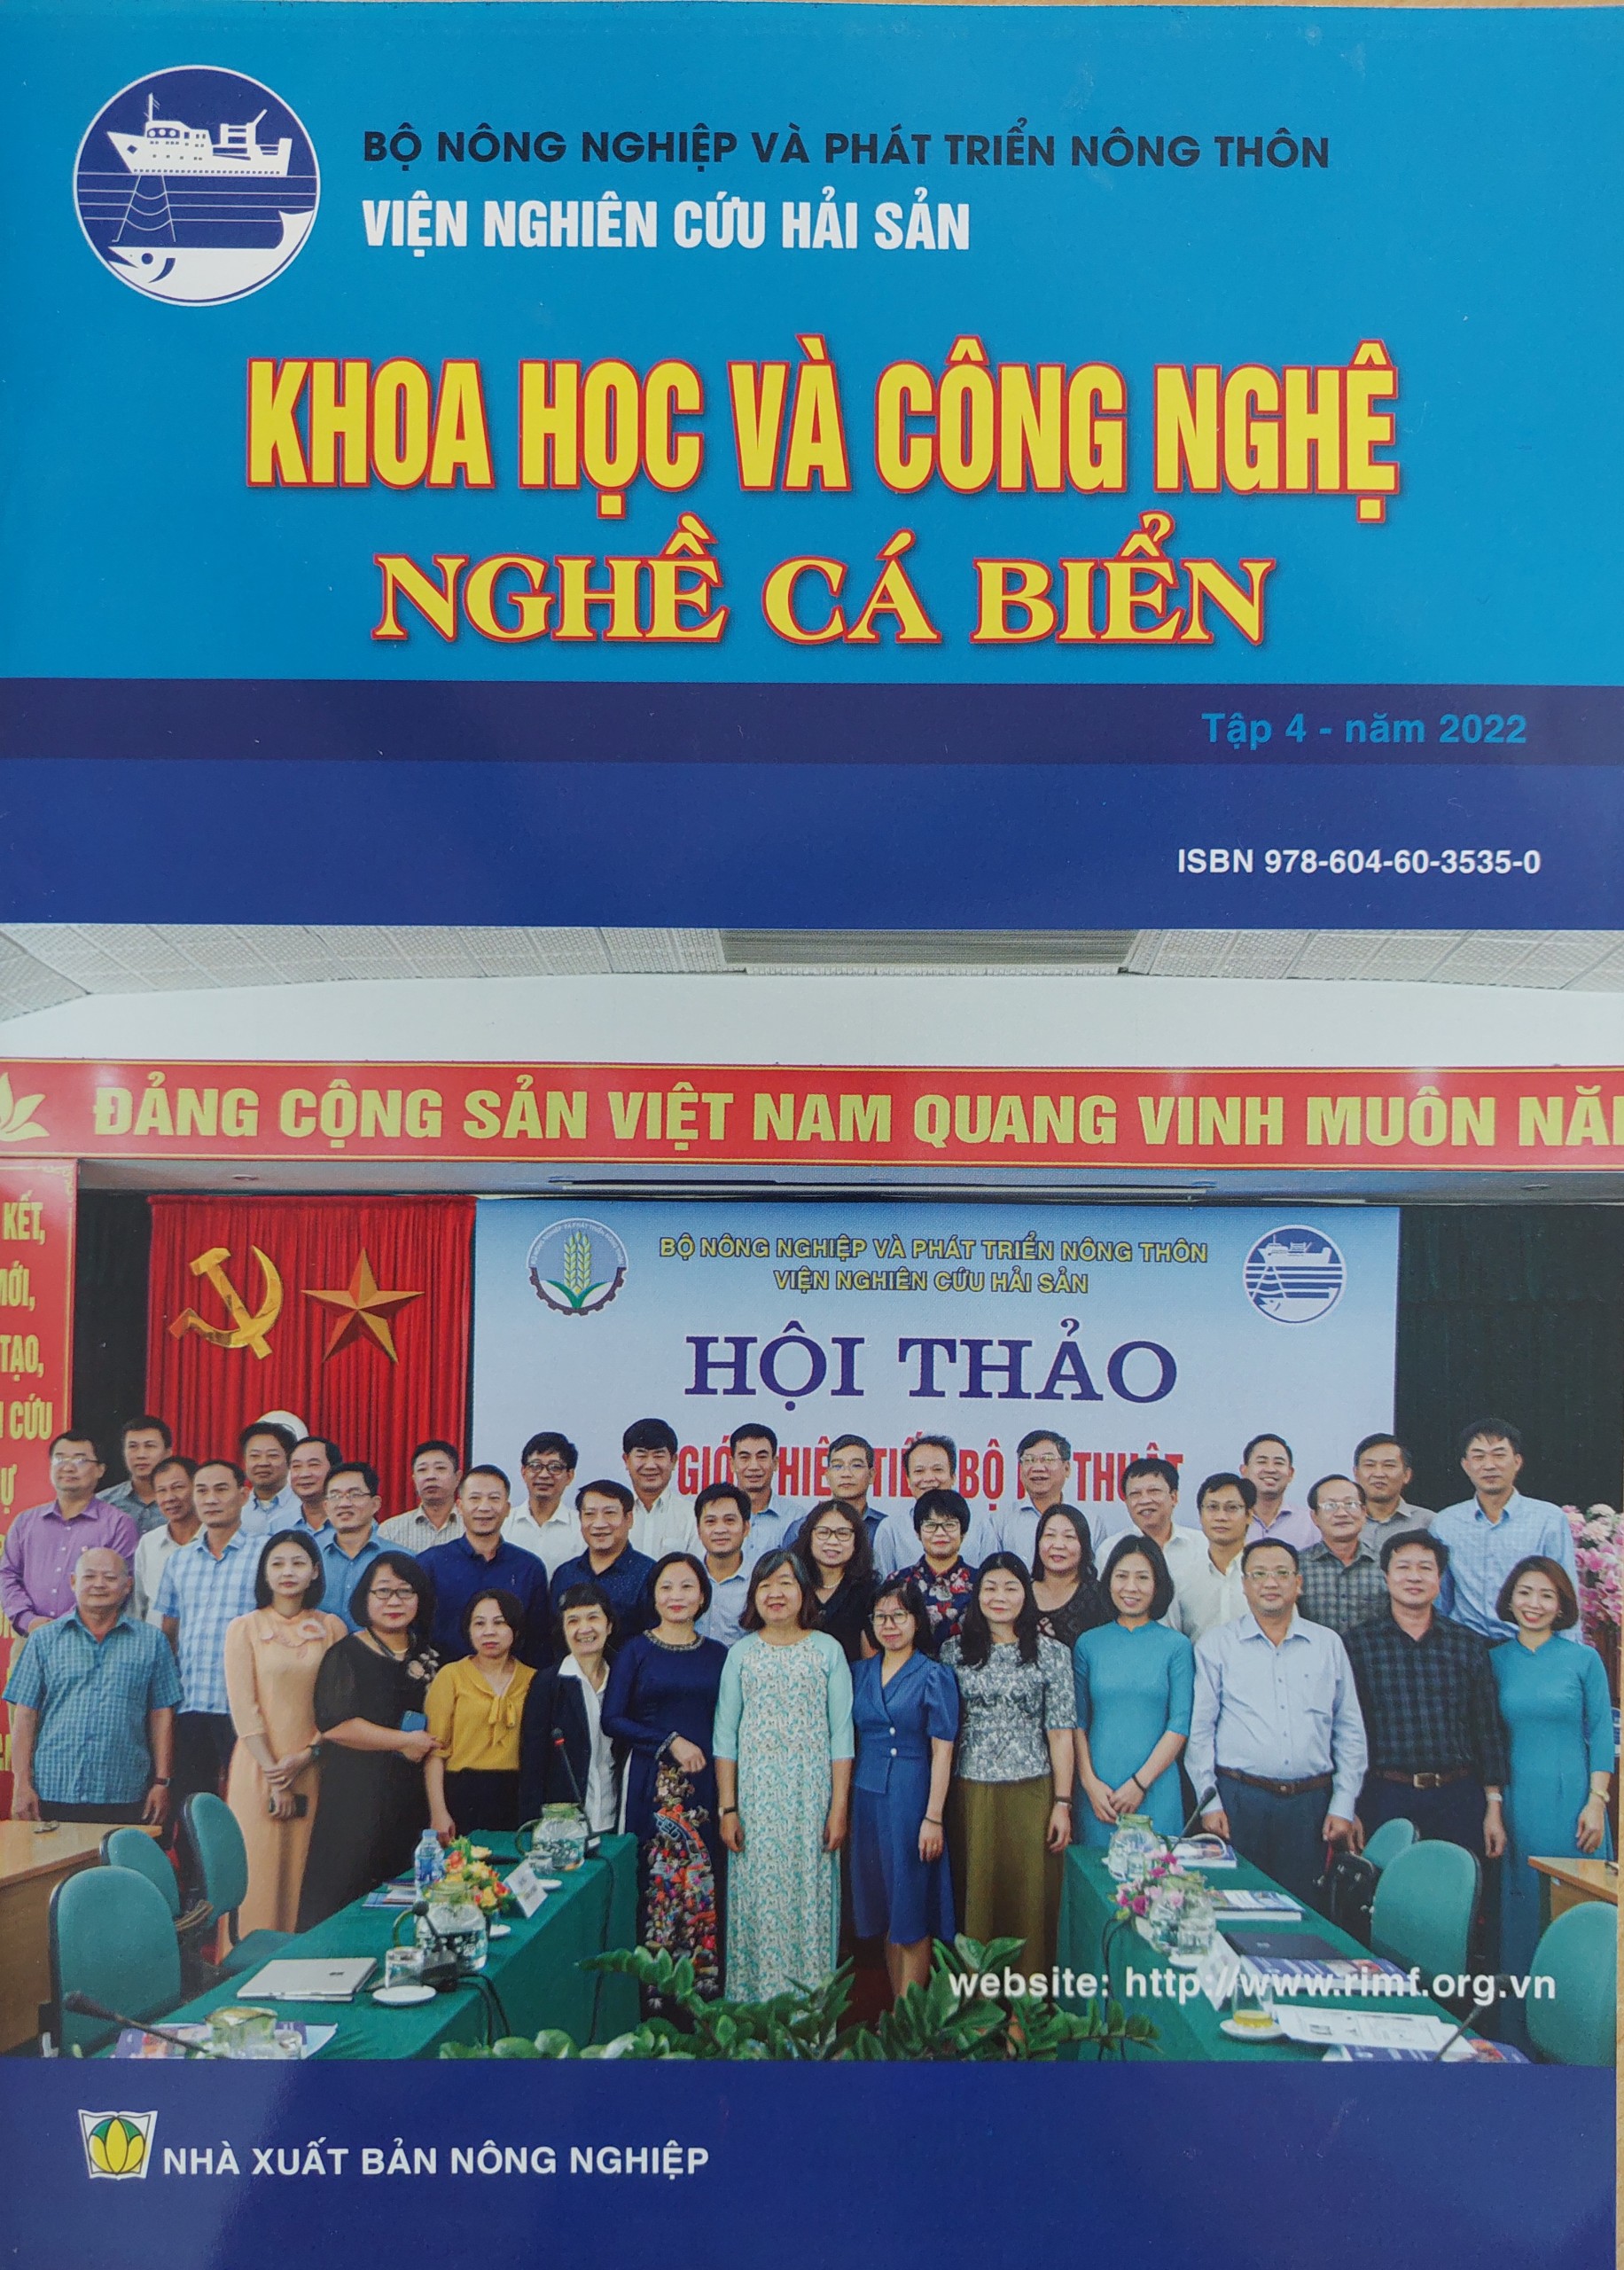 BỘ NÔNG NGHIỆP VÀ PHÁT TRIỂN NÔNG THÔN
VIỆN NGHIÊN CỨU HẢI SẢN
KHOA HỌC VÀ CÔNG NGHỆ
NGHỀ CÁ BIỂN
Tập 4 - năm 2022
ISBN 978-604-60-3535-0
ĐẢNG CỘNG SẢN VIỆT NAM QUANG VINH MUÔN NĂ
KẾT,
MỚI,
TẠO,
CỨU
BỘ NÔNG NGHIỆP VÀ PHÁT TRIỂN NÔNG THÔN
VIỆN NGHIÊN CỨU HẢI SẢN
HỘI THẢO
BỘ
website: http://www.rimf.org.vn
NHÀ XUẤT BẢN NÔNG NGHIỆP